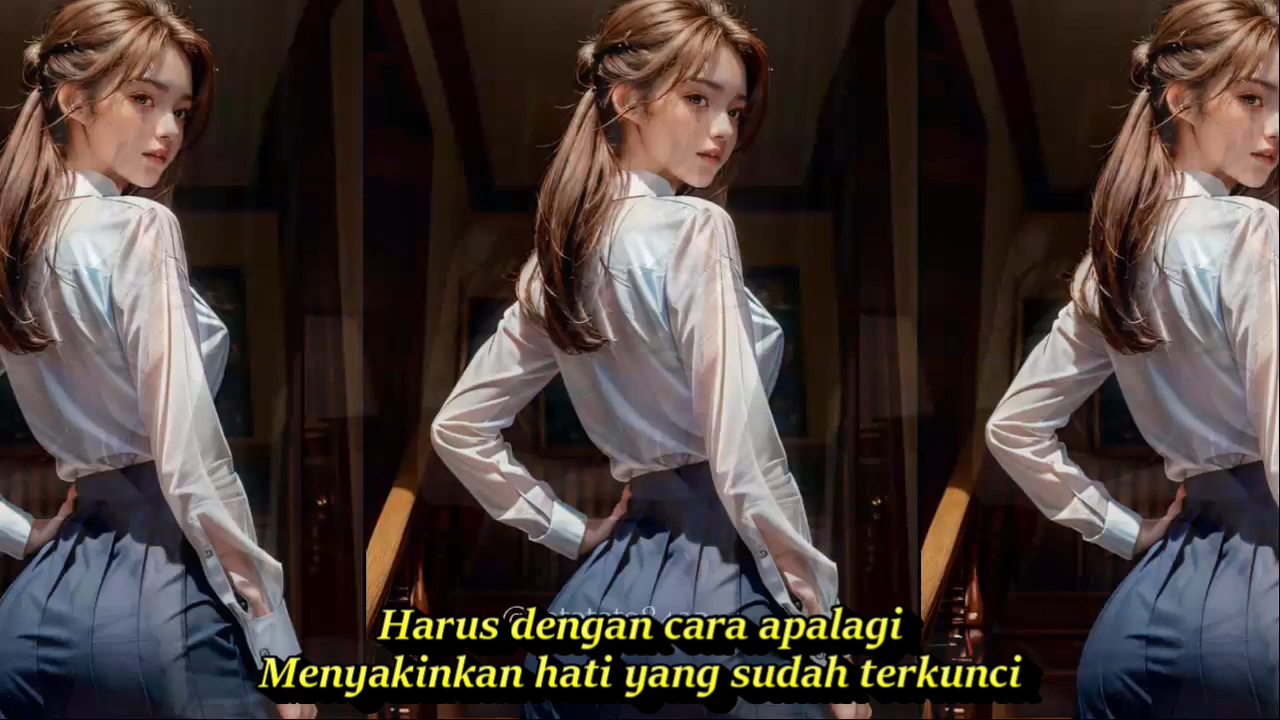 Harus dengan cara apalagi
Menyakinkan hati yang sudah terkunci